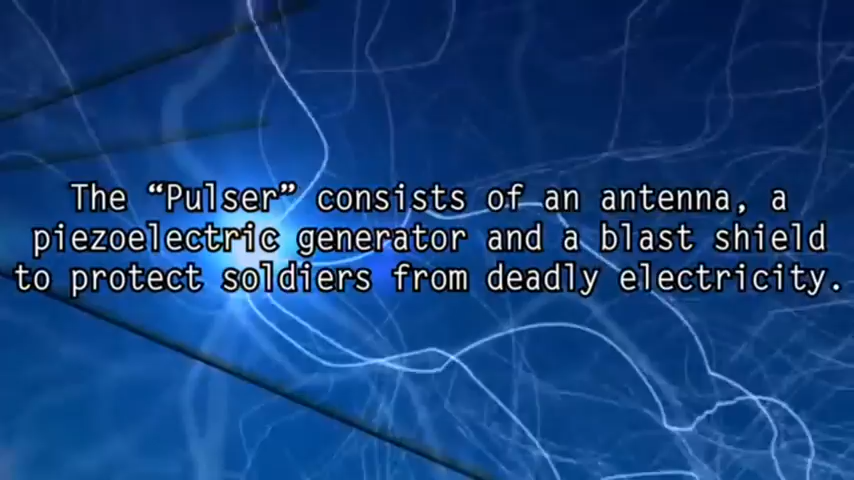 The “Pulser” consists of an antenna, a
piezoelectric generator and a blast shield
to protect soldiers from deadly electricity.